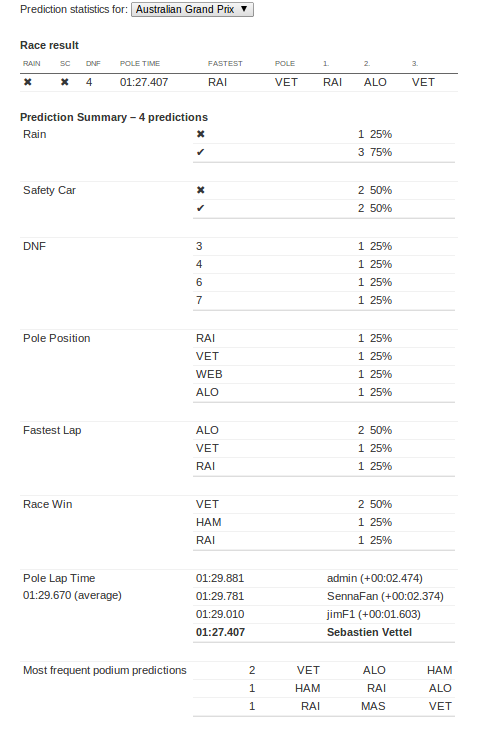 Prediction statistics for: Australian Grand Prix ▼
Race result
RAIN SC DNF POLE TIME FASTEST POLE 1. 2. 3.
✖ ✖ 4 01:27.407 RAI VET RAI ALO VET
Prediction Summary – 4 predictions
Rain ✖ 1 25%
✔ 3 75%
Safety Car ✖ 2 50%
✔ 2 50%
DNF 3 1 25%
4 1 25%
6 1 25%
7 1 25%
Pole Position RAI 1 25%
VET 1 25%
WEB 1 25%
ALO 1 25%
Fastest Lap ALO 2 50%
VET 1 25%
RAI 1 25%
Race Win VET 2 50%
HAM 1 25%
RAI 1 25%
Pole Lap Time 01:29.881 admin (+00:02.474)
01:29.670 (average) 01:29.781 SennaFan (+00:02.374)
01:29.010 jimF1 (+00:01.603)
01:27.407 Sebastien Vettel
Most frequent podium predictions 2 VET ALO HAM
1 HAM RAI ALO
1 RAI MAS VET